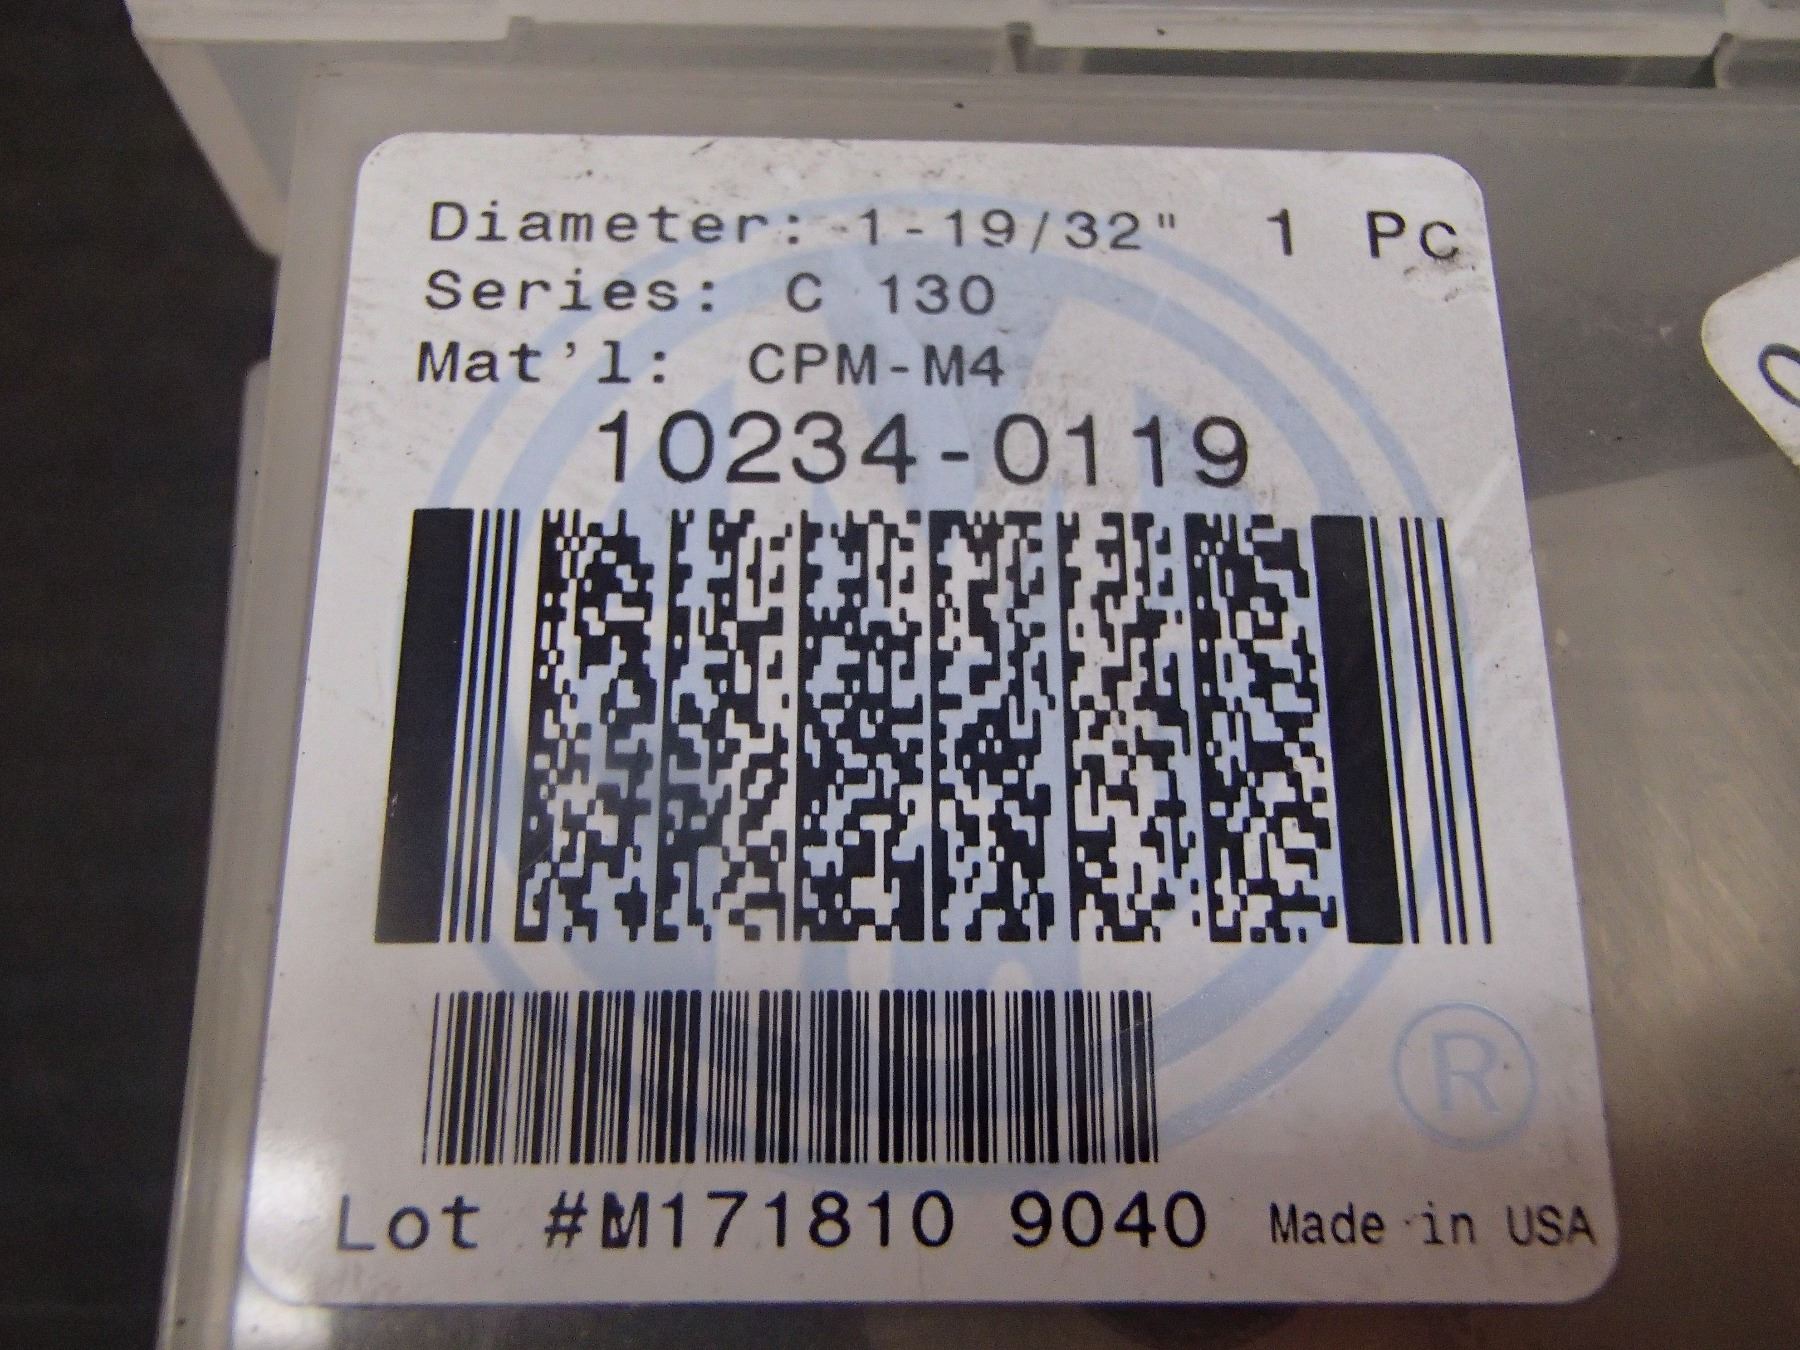 Diameter: 1-19/32" 1 Pc
Series: C 130
Mat'l: CPM-M4
10234-0119
®
Lot #M171810 9040 Made in USA